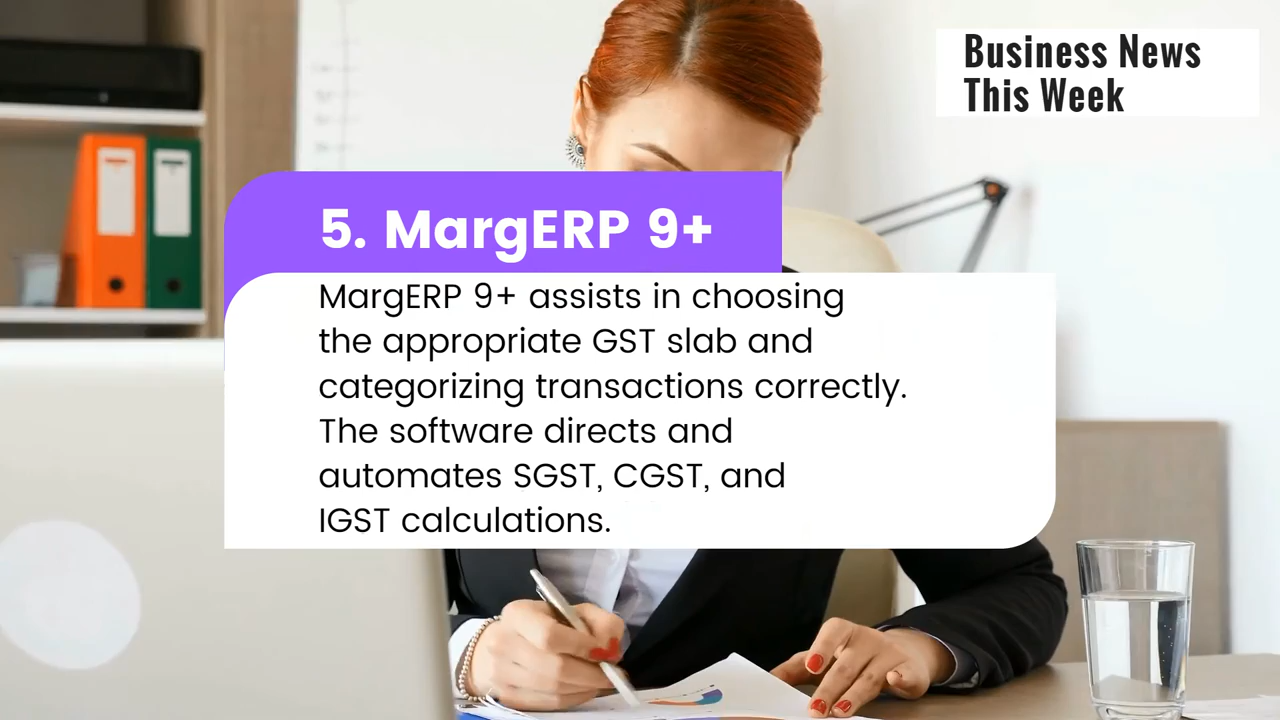 Business News
This Week
5. MargERP 9+
MargERP 9+ assists in choosing
the appropriate GST slab and
categorizing transactions correctly.
The software directs and
automates SGST, CGST, and
IGST calculations.